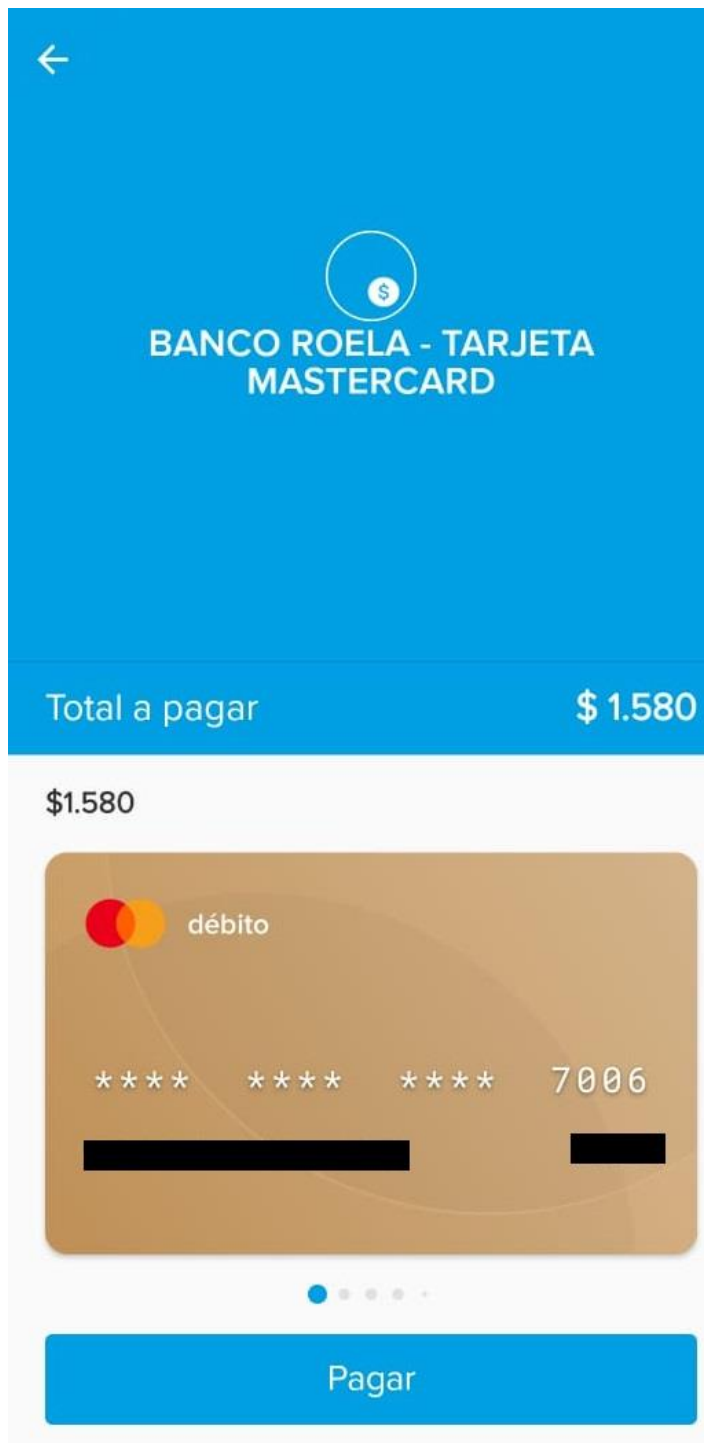 $
BANCO ROELA - TARJETA
MASTERCARD
Total a pagar $ 1.580
$1.580
débito
**** **** **** 7006
Pagar